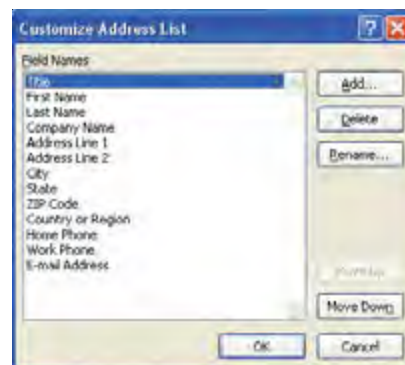 Customize Address List
Field Names
Title
First Name
Last Name
Company Name
Address Line 1
Address Line 2
City
State
ZIP Code
Country or Region
Home Phone
Work Phone
E-mail Address
Add...
Delete
Rename...
Move Up
Move Down
OK
Cancel